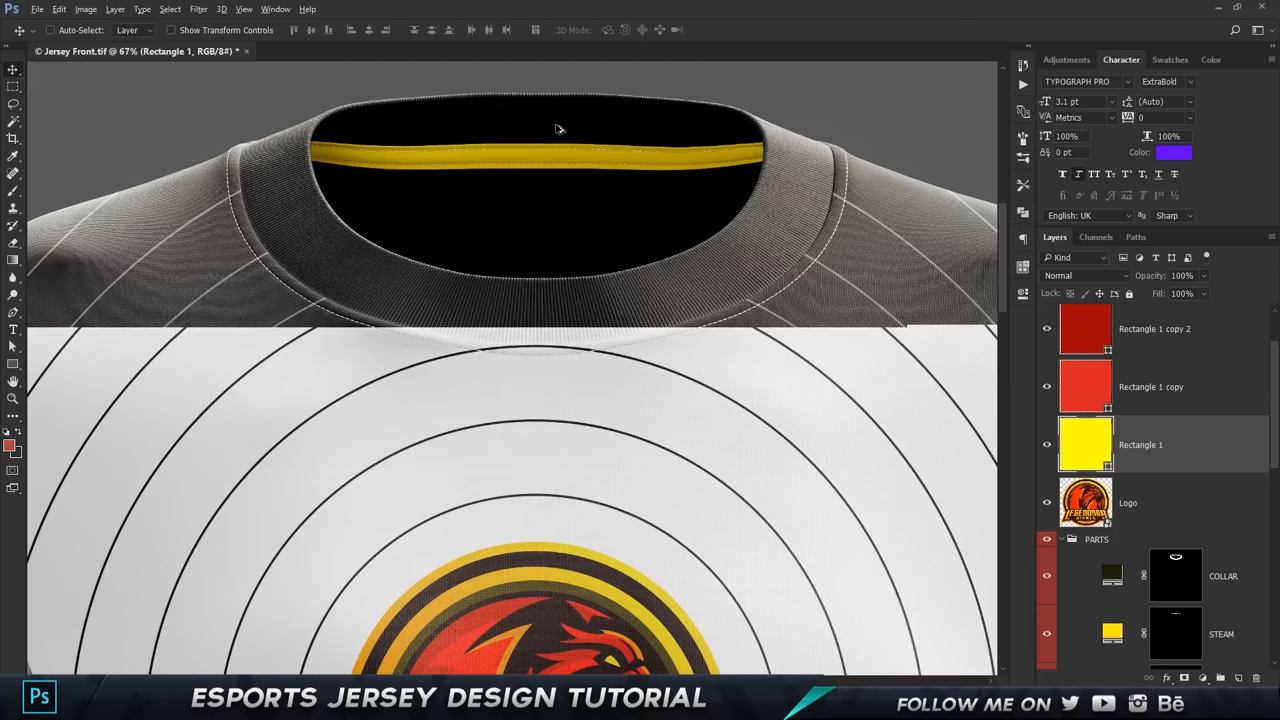 Ps File Edit Image Layer Type Select Filter 3D View Window Help
Auto-Select: Layer Show Transform Controls 3D Mode:
© Jersey Front.tif @ 67% (Rectangle 1, RGB/8#) * ×
Adjustments Character Swatches Color
TYPOGRAPH PRO ExtraBold
3.1 pt (Auto)
Metrics 0
100% 100%
0 pt Color:
English: UK Sharp
Layers Channels Paths
Kind
Normal Opacity: 100%
Lock: Fill: 100%
Rectangle 1 copy 2
Rectangle 1 copy
Rectangle 1
Logo
PARTS
COLLAR
STEAM
Ps ESPORTS JERSEY DESIGN TUTORIAL FOLLOW ME ON